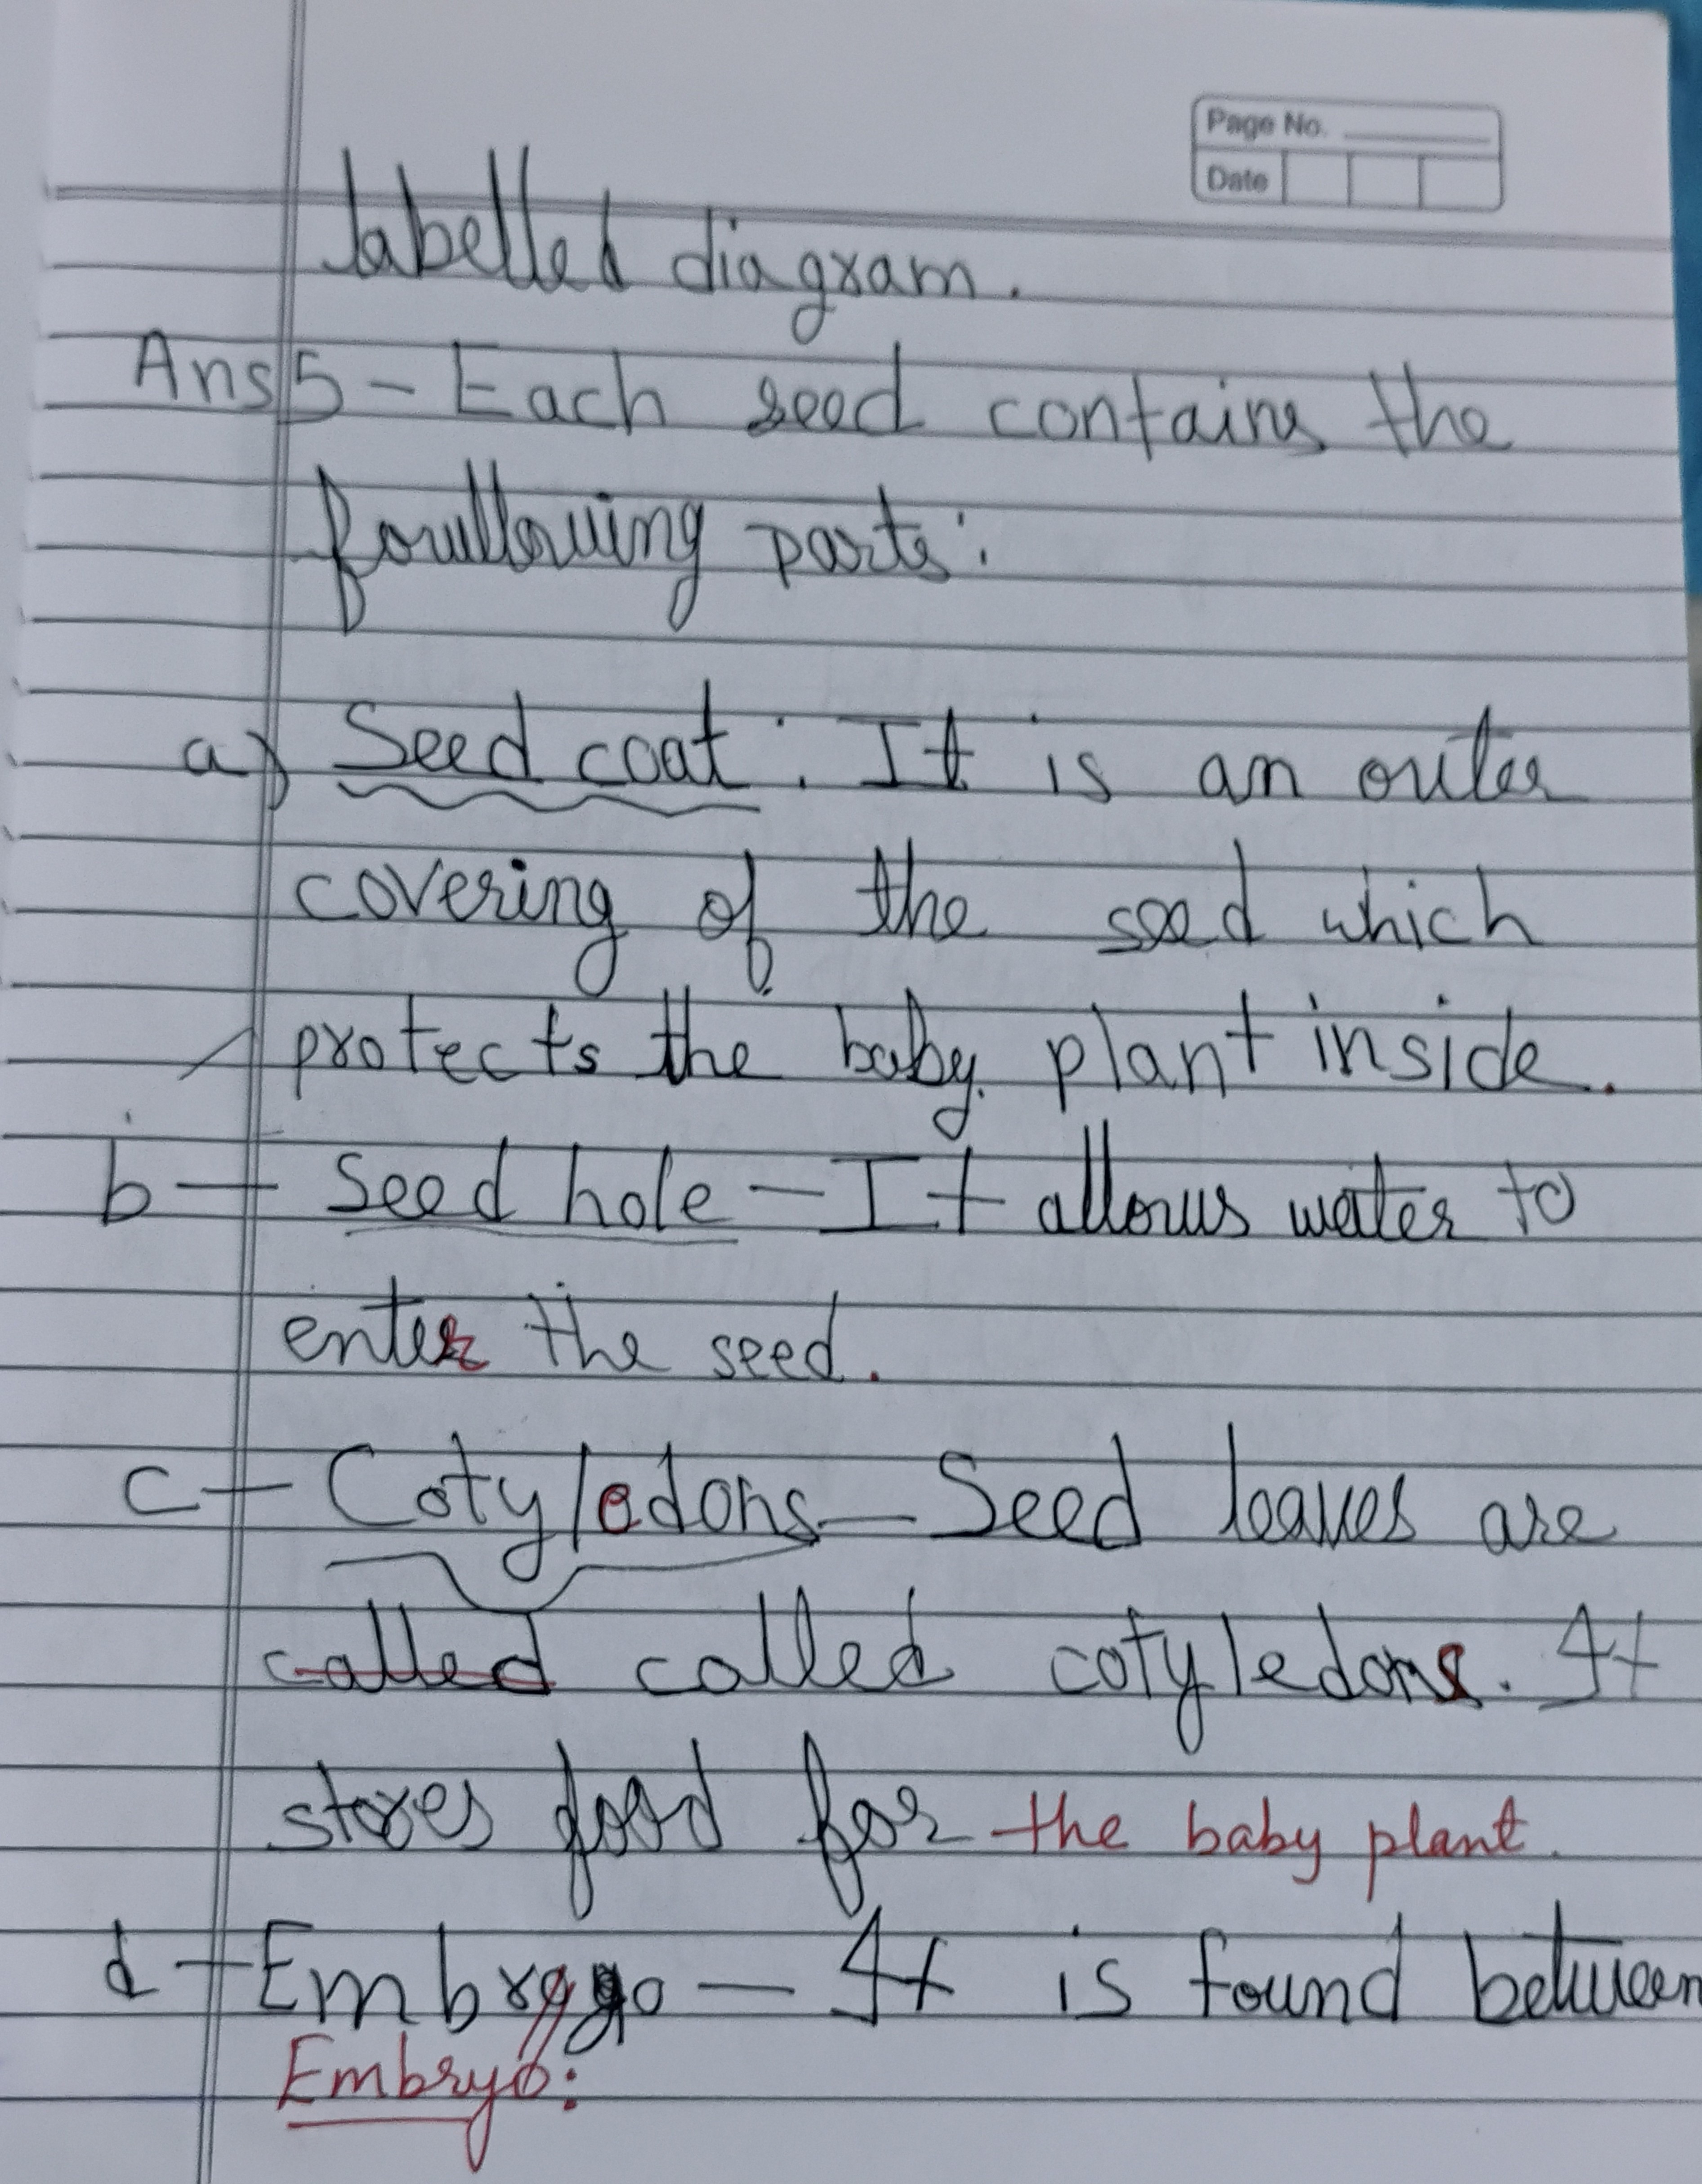 Page No.
Date
labelled diagram.
Ans 5 - Each seed contains the
foullowing parts:
a) Seed coat : It is an outer
covering of the seed which
protects the baby plant inside.
b - Seed hole - It allows water to
enter the seed.
c - Cotyledons - Seed leaves are
called called cotyledons. It
stores food for the baby plant.
d - Embryyo - It is found between
Embryo: